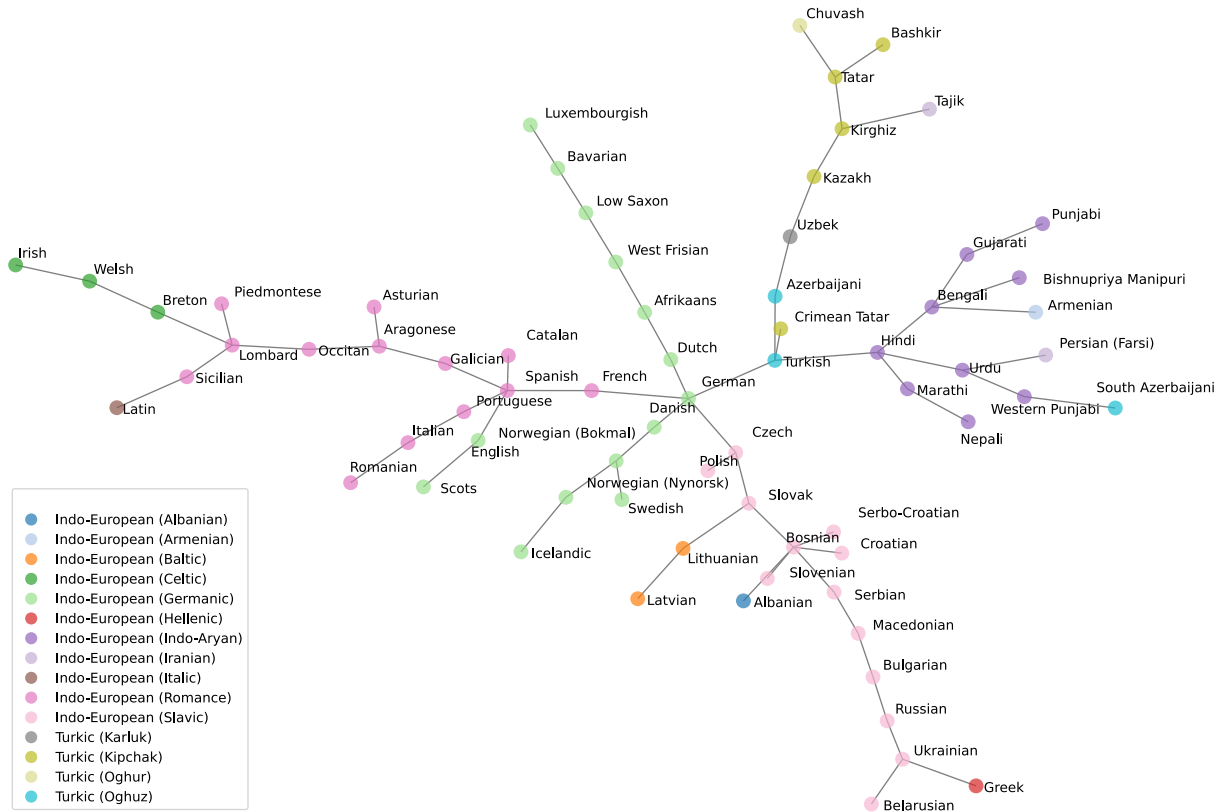 Chuvash
Bashkir
Tatar
Tajik
Luxembourgish
Kirghiz
Bavarian
Kazakh
Low Saxon
Punjabi
Uzbek
Gujarati
West Frisian
Irish
Welsh
Bishnupriya Manipuri
Azerbaijani
Piedmontese
Asturian
Bengali
Breton
Afrikaans
Armenian
Crimean Tatar
Aragonese
Catalan
Hindi
Lombard
Occitan
Persian (Farsi)
Dutch
Galician
Turkish
Urdu
Sicilian
Spanish
French
German
Marathi
South Azerbaijani
Portuguese
Danish
Western Punjabi
Latin
Italian
Norwegian (Bokmal)
Czech
Nepali
English
Polish
Romanian
Scots
Norwegian (Nynorsk)
Slovak
Swedish
Serbo-Croatian
Bosnian
Croatian
Icelandic
Lithuanian
Slovenian
Serbian
Latvian
Albanian
Macedonian
Bulgarian
Russian
Ukrainian
Greek
Belarusian
Indo-European (Albanian)
Indo-European (Armenian)
Indo-European (Baltic)
Indo-European (Celtic)
Indo-European (Germanic)
Indo-European (Hellenic)
Indo-European (Indo-Aryan)
Indo-European (Iranian)
Indo-European (Italic)
Indo-European (Romance)
Indo-European (Slavic)
Turkic (Karluk)
Turkic (Kipchak)
Turkic (Oghur)
Turkic (Oghuz)